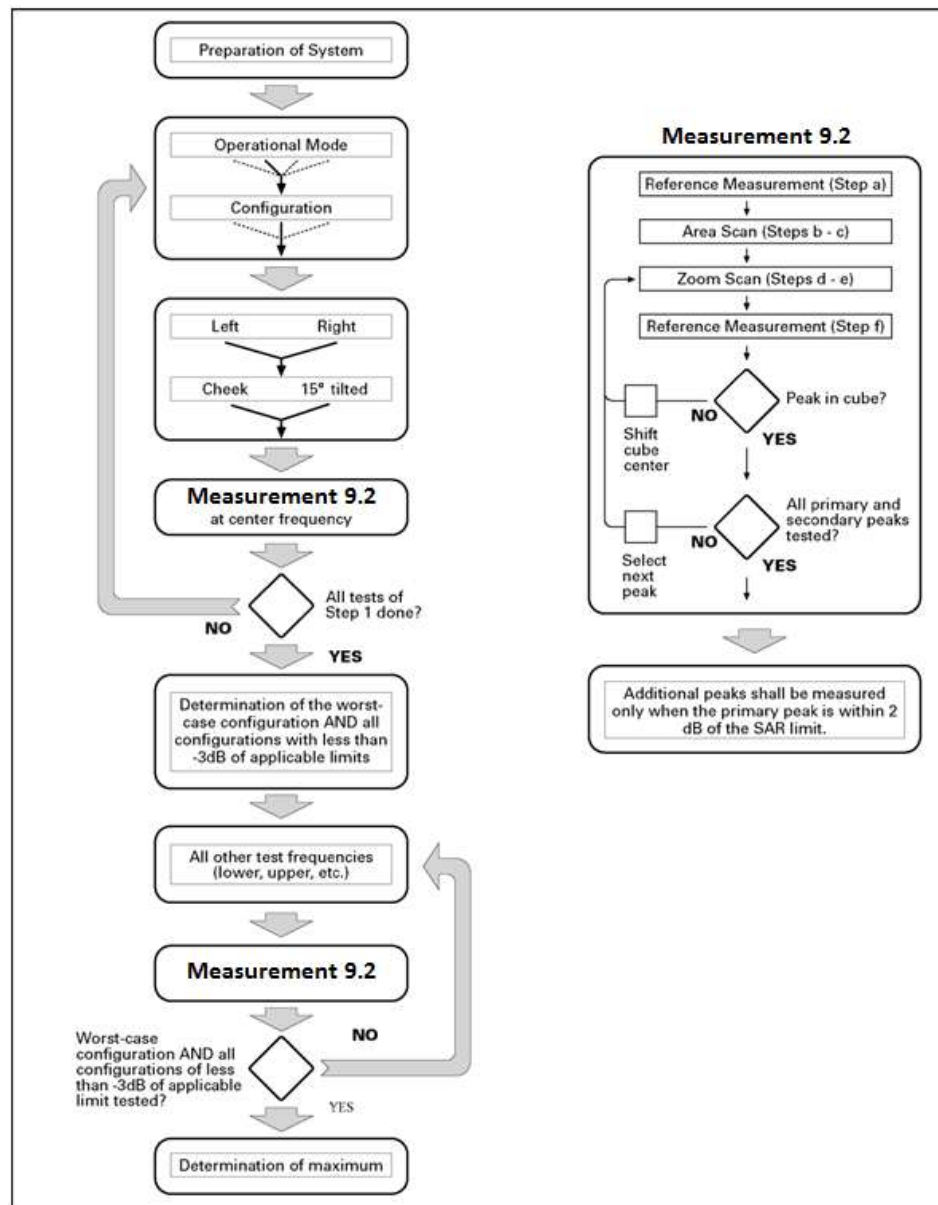 Preparation of System
Operational Mode
Configuration
Left Right
Cheek 15° tilted
Measurement 9.2
at center frequency
All tests of
Step 1 done?
NO
YES
Determination of the worst-
case configuration AND all
configurations with less than
-3dB of applicable limits
All other test frequencies
(lower, upper, etc.)
Measurement 9.2
Worst-case
configuration AND all
configurations of less
than -3dB of applicable
limit tested?
NO
YES
Determination of maximum
Measurement 9.2
Reference Measurement (Step a)
Area Scan (Steps b - c)
Zoom Scan (Steps d - e)
Reference Measurement (Step f)
Peak in cube?
NO
YES
Shift
cube
center
All primary and
secondary peaks
tested?
NO
YES
Select
next
peak
Additional peaks shall be measured
only when the primary peak is within 2
dB of the SAR limit.